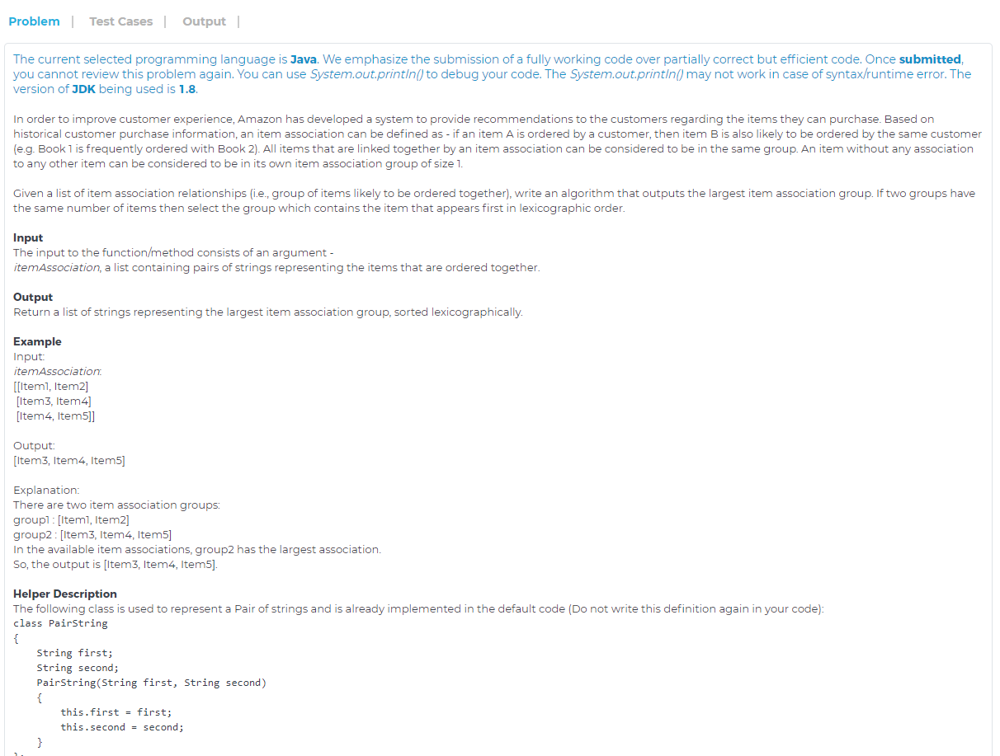 Problem | Test Cases | Output |
The current selected programming language is Java. We emphasize the submission of a fully working code over partially correct but efficient code. Once submitted,
you cannot review this problem again. You can use System.out.println() to debug your code. The System.out.println() may not work in case of syntax/runtime error. The
version of JDK being used is 1.8.
In order to improve customer experience, Amazon has developed a system to provide recommendations to the customers regarding the items they can purchase. Based on
historical customer purchase information, an item association can be defined as - if an item A is ordered by a customer, then item B is also likely to be ordered by the same customer
(e.g. Book 1 is frequently ordered with Book 2). All items that are linked together by an item association can be considered to be in the same group. An item without any association
to any other item can be considered to be in its own item association group of size 1.
Given a list of item association relationships (i.e., group of items likely to be ordered together), write an algorithm that outputs the largest item association group. If two groups have
the same number of items then select the group which contains the item that appears first in lexicographic order.
Input
The input to the function/method consists of an argument -
itemAssociation, a list containing pairs of strings representing the items that are ordered together.
Output
Return a list of strings representing the largest item association group, sorted lexicographically.
Example
Input:
itemAssociation:
[[Item1, Item2]
[Item3, Item4]
[Item4, Item5]]
Output:
[Item3, Item4, Item5]
Explanation:
There are two item association groups:
group1 : [Item1, Item2]
group2 : [Item3, Item4, Item5]
In the available item associations, group2 has the largest association.
So, the output is [Item3, Item4, Item5].
Helper Description
The following class is used to represent a Pair of strings and is already implemented in the default code (Do not write this definition again in your code):
class PairString
{
String first;
String second;
PairString(String first, String second)
{
this.first = first;
this.second = second;
}